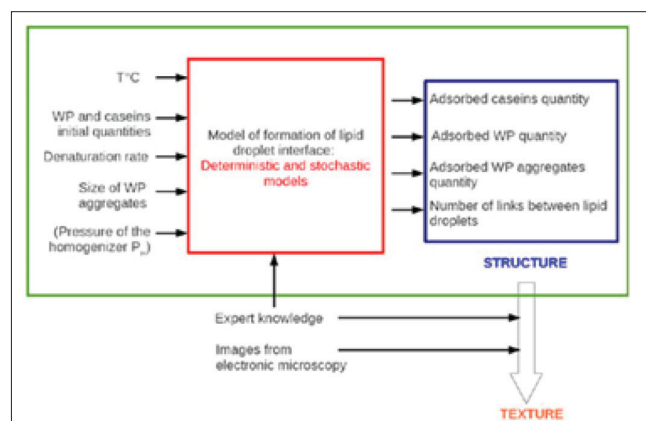 T°C
WP and caseins
initial quantities
Denaturation rate
Size of WP
aggregates
(Pressure of the
homogenizer P
Model of formation of lipid
droplet interface:
Deterministic and stochastic
models
Adsorbed caseins quantity
Adsorbed WP quantity
Adsorbed WP aggregates
quantity
Number of links between lipid
droplets
STRUCTURE
Expert knowledge
Images from
electronic microscopy
TEXTURE